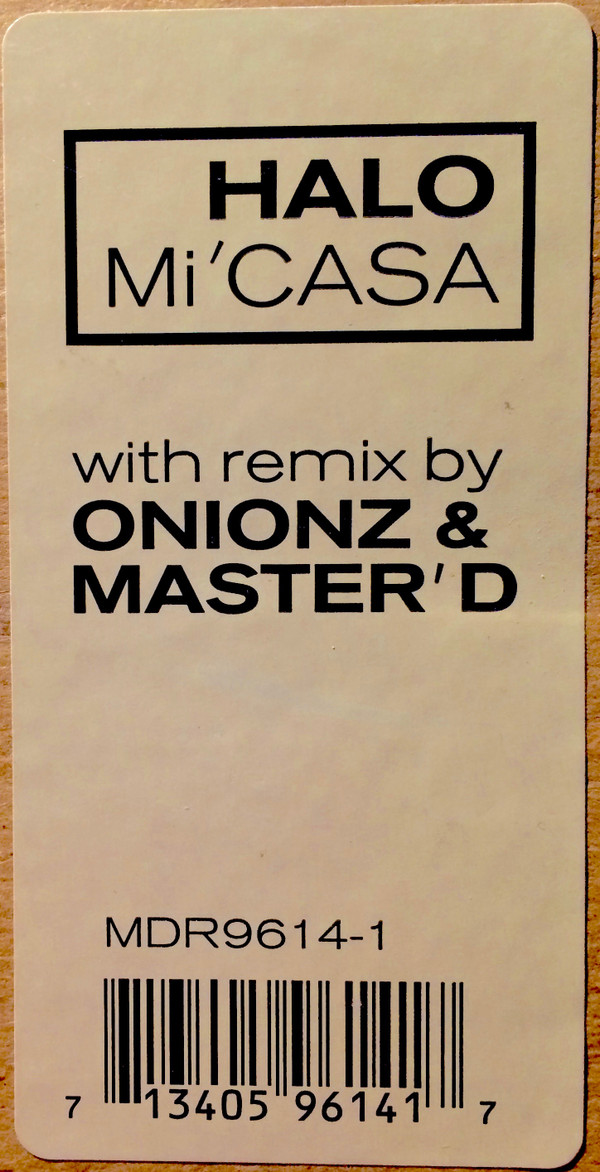 HALO
Mi'CASA
with remix by
ONIONZ &
MASTER'D
MDR9614-1
7 13405 96141 7